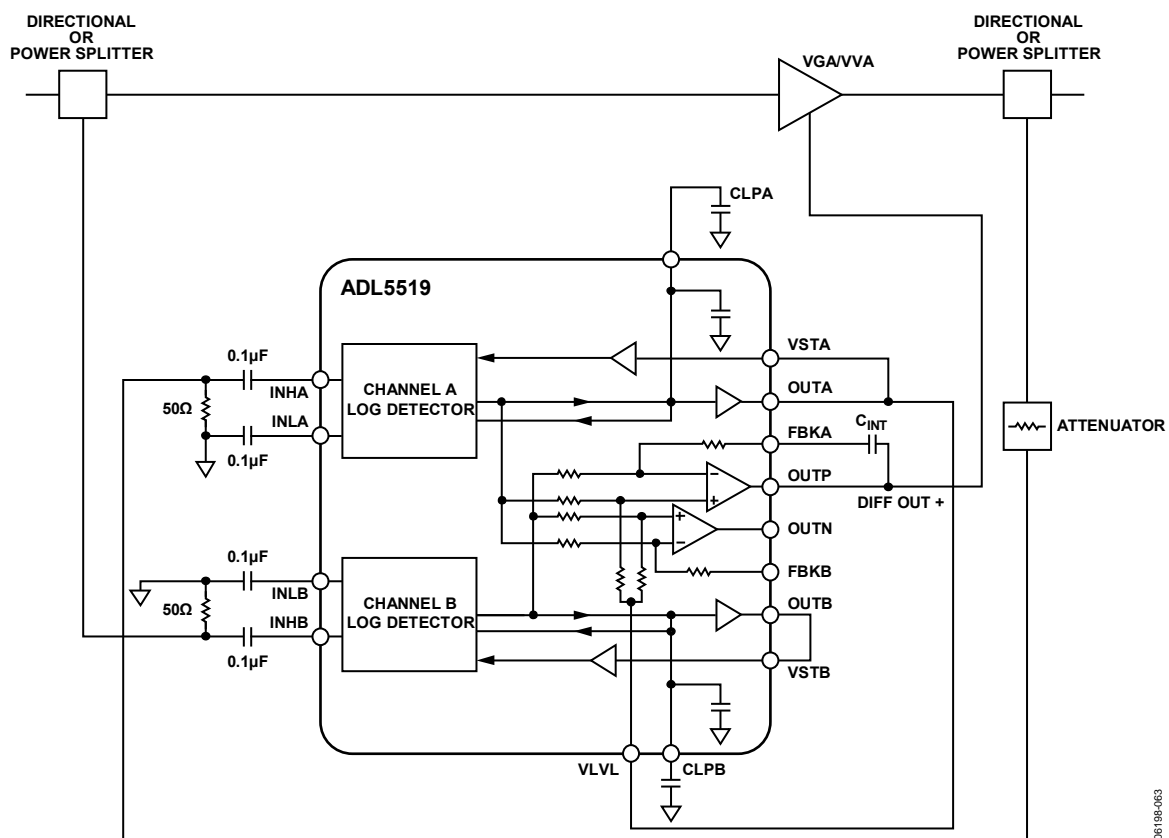 DIRECTIONAL
OR
POWER SPLITTER
DIRECTIONAL
OR
POWER SPLITTER
VGA/VVA
CLPA
ADL5519
0.1µF
INHA
50Ω
INLA
0.1µF
CHANNEL A
LOG DETECTOR
VSTA
OUTA
FBKA
CINT
OUTP
DIFF OUT +
OUTN
FBKB
OUTB
VSTB
ATTENUATOR
0.1µF
INLB
50Ω
INHB
0.1µF
CHANNEL B
LOG DETECTOR
VLVL
CLPB
06198-063